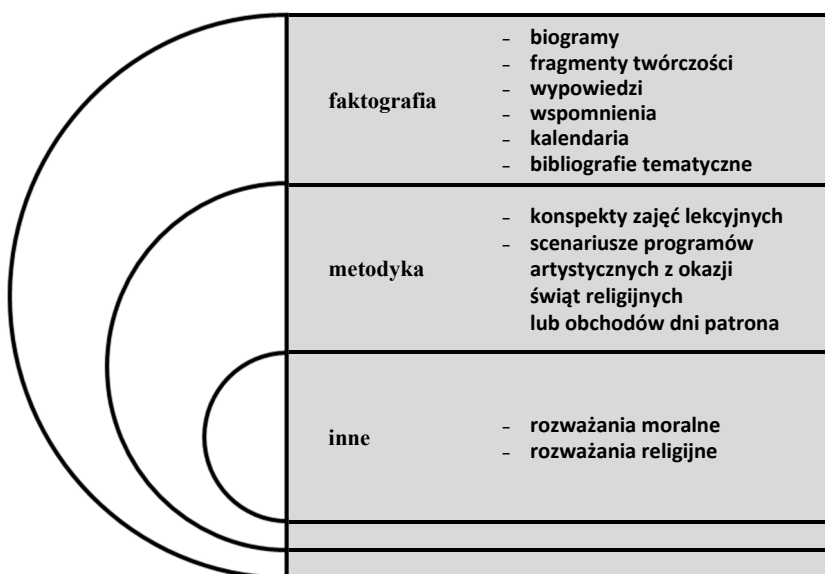 faktografia
- biogramy
- fragmenty twórczości
- wypowiedzi
- wspomnienia
- kalendaria
- bibliografie tematyczne
metodyka
- konspekty zajęć lekcyjnych
- scenariusze programów
artystycznych z okazji
świąt religijnych
lub obchodów dni patrona
inne
- rozważania moralne
- rozważania religijne